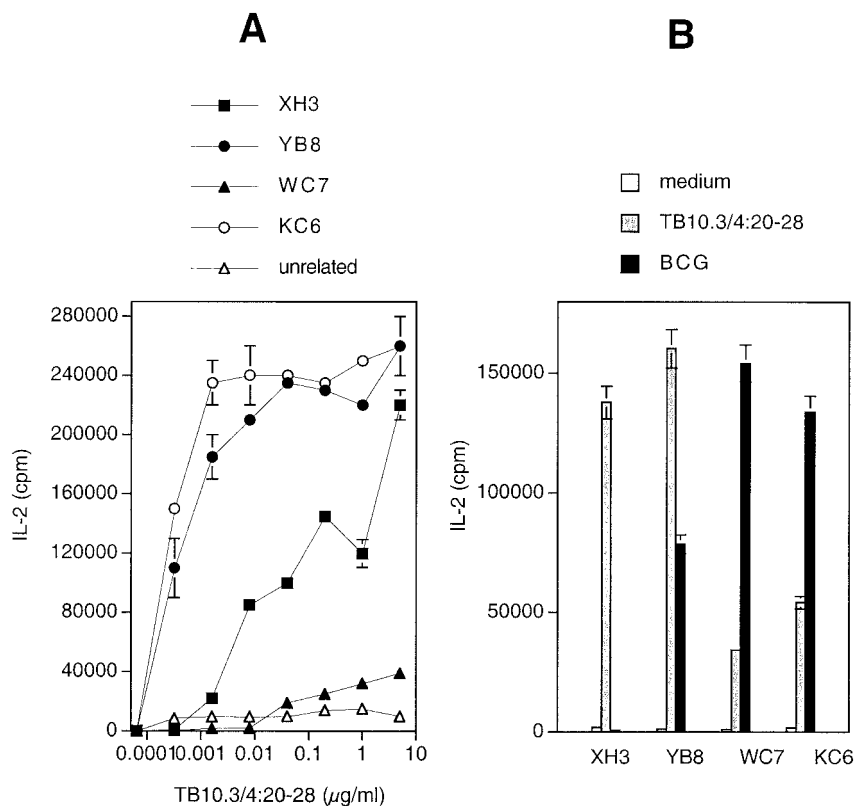 A
XH3
YB8
WC7
KC6
unrelated
280000
240000
200000
160000
120000
80000
40000
0
IL-2 (cpm)
0.0001
0.001
0.01
0.1
1
10
TB10.3/4:20-28 (µg/ml)
B
medium
TB10.3/4:20-28
BCG
150000
100000
50000
0
IL-2 (cpm)
XH3
YB8
WC7
KC6